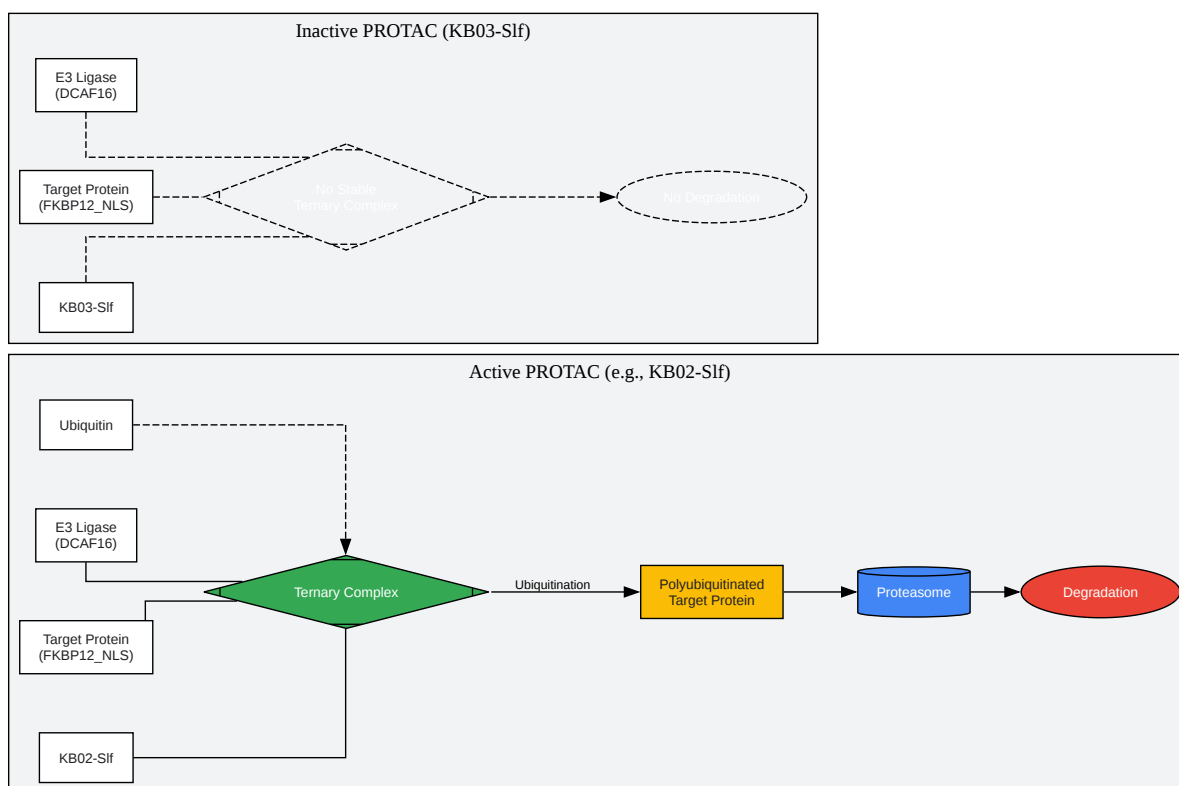 Inactive PROTAC (KB03-Slf)
E3 Ligase
(DCAF16)
Target Protein
(FKBP12_NLS)
No Stable
Ternary Complex
No Degradation
KB03-Slf
Active PROTAC (e.g., KB02-Slf)
Ubiquitin
E3 Ligase
(DCAF16)
Ternary Complex
Ubiquitination
Polyubiquitinated
Target Protein
Proteasome
Degradation
Target Protein
(FKBP12_NLS)
KB02-Slf